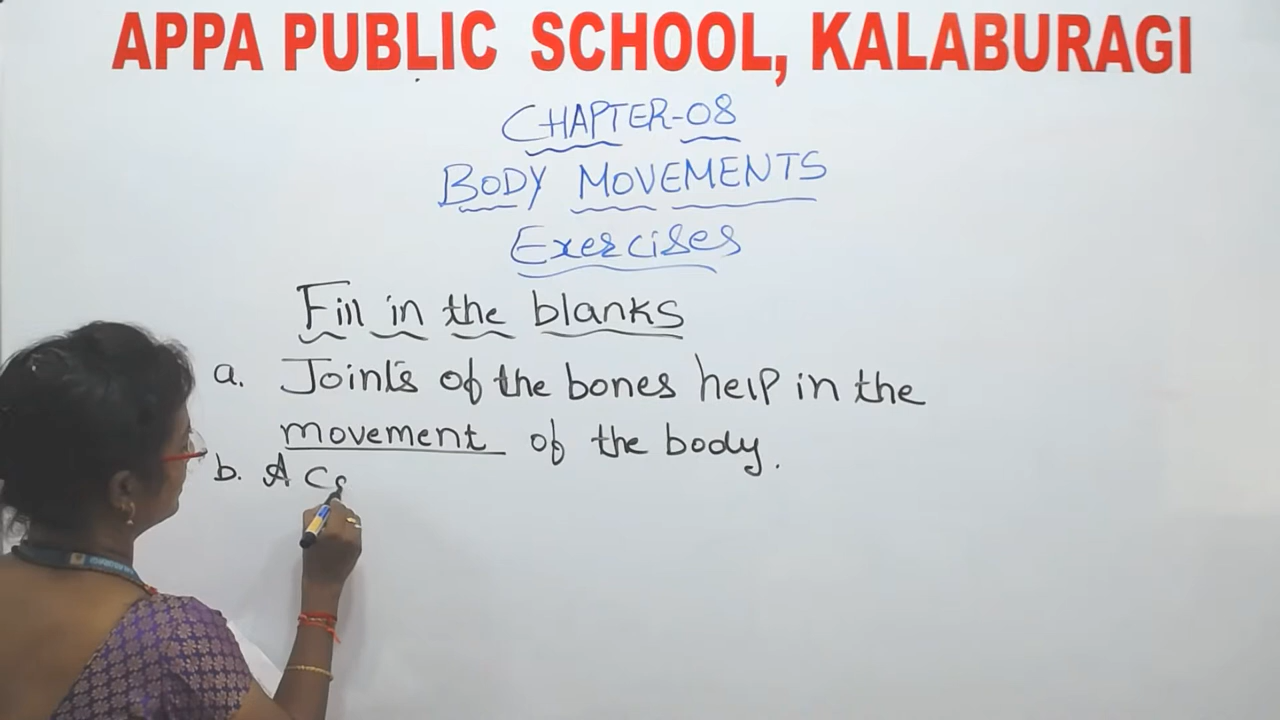 APPA PUBLIC SCHOOL, KALABURAGI
CHAPTER-08
BODY MOVEMENTS
Exercises
Fill in the blanks
a. Joints of the bones help in the
movement of the body.
b. A